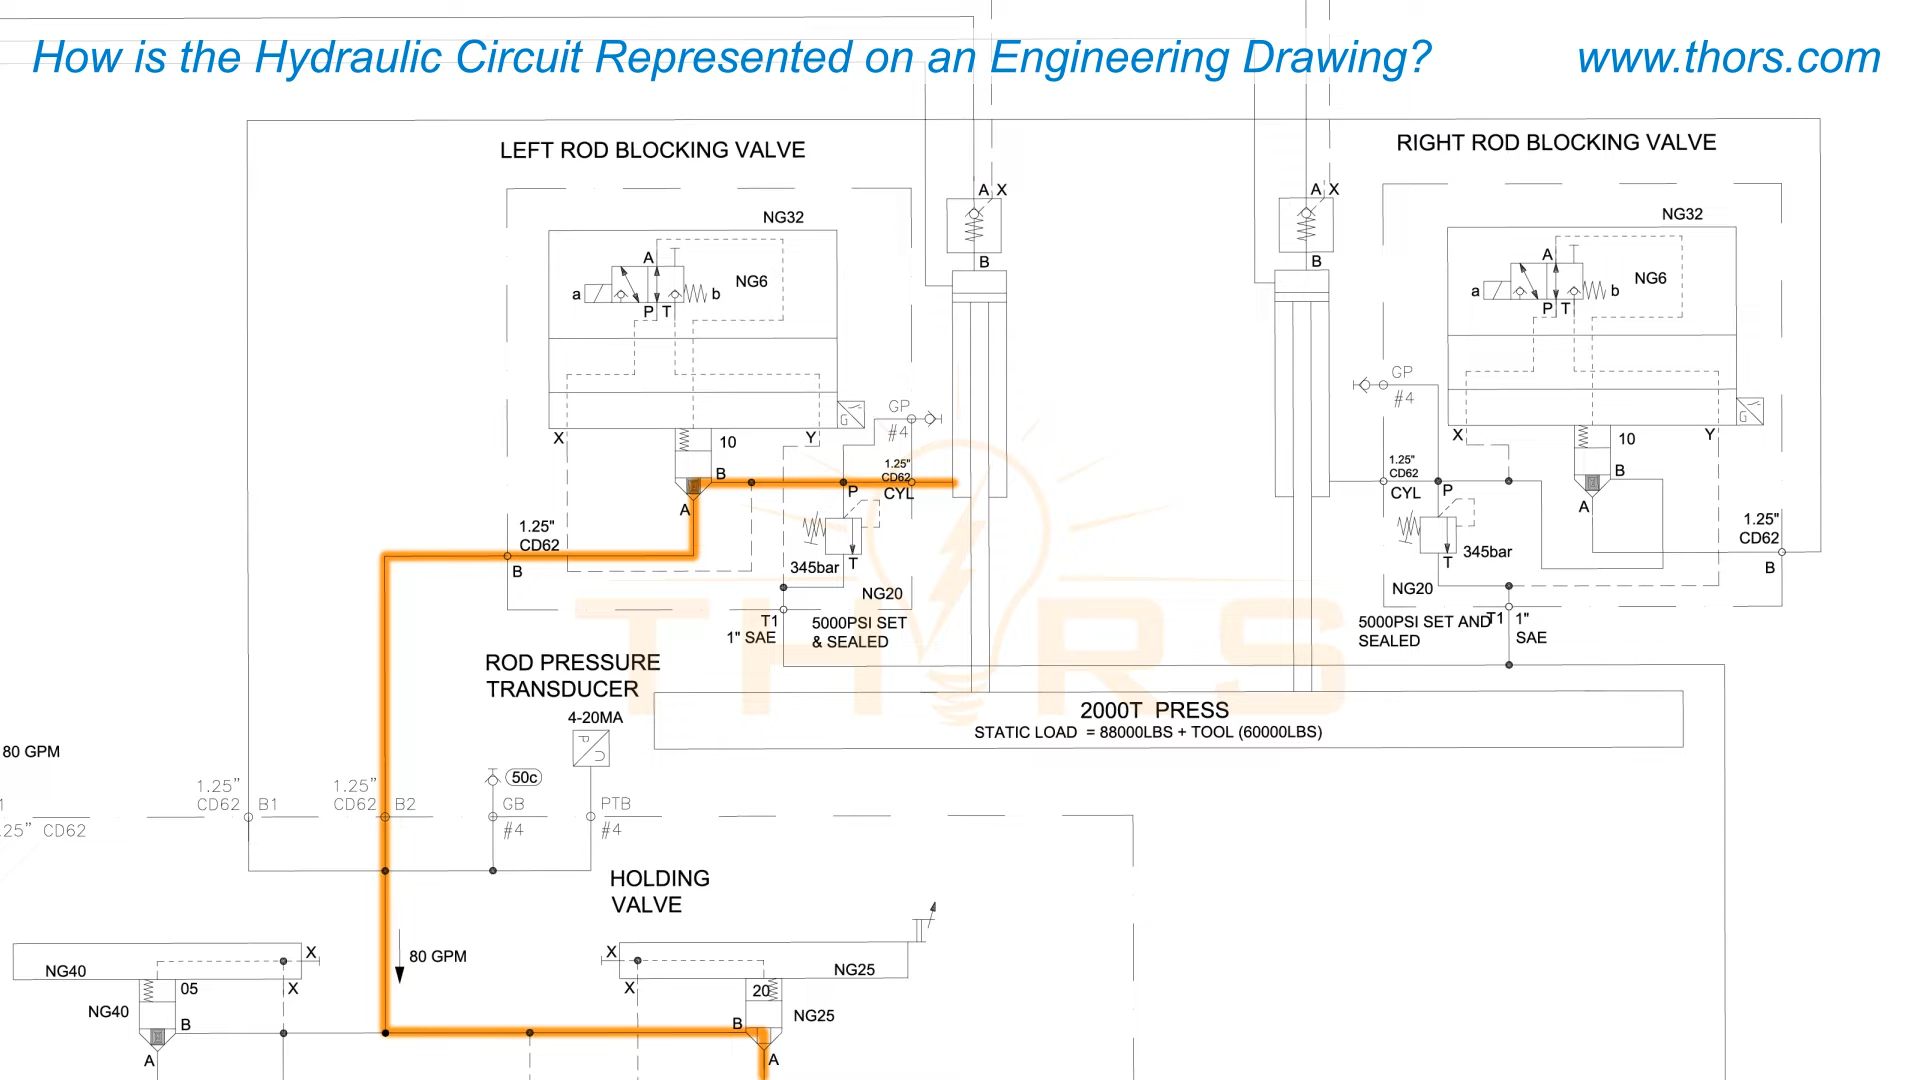 How is the Hydraulic Circuit Represented on an Engineering Drawing?
www.thors.com
LEFT ROD BLOCKING VALVE
RIGHT ROD BLOCKING VALVE
A X
A X
NG32
NG32
A
NG6
a
b
P T
B
B
A
NG6
a
b
P T
GP
#4
GP
#4
G
G
X
10
Y
X
10
Y
B
1.25"
CD62
CYL
P
A
1.25"
CD62
B
345bar
T
NG20
T1
1" SAE
5000PSI SET
& SEALED
1.25"
CD62
CYL
P
B
A
1.25"
CD62
B
345bar
T
NG20
5000PSI SET AND
SEALED
T1
1"
SAE
THORS
ROD PRESSURE
TRANSDUCER
4-20MA
P
U
2000T PRESS
STATIC LOAD = 88000LBS + TOOL (60000LBS)
80 GPM
1.25"
CD62
B1
1.25"
CD62
B2
50c
GB
#4
PTB
#4
1
.25" CD62
HOLDING
VALVE
80 GPM
X
NG40
05
X
NG40
B
A
X
NG25
X
20
NG25
B
A